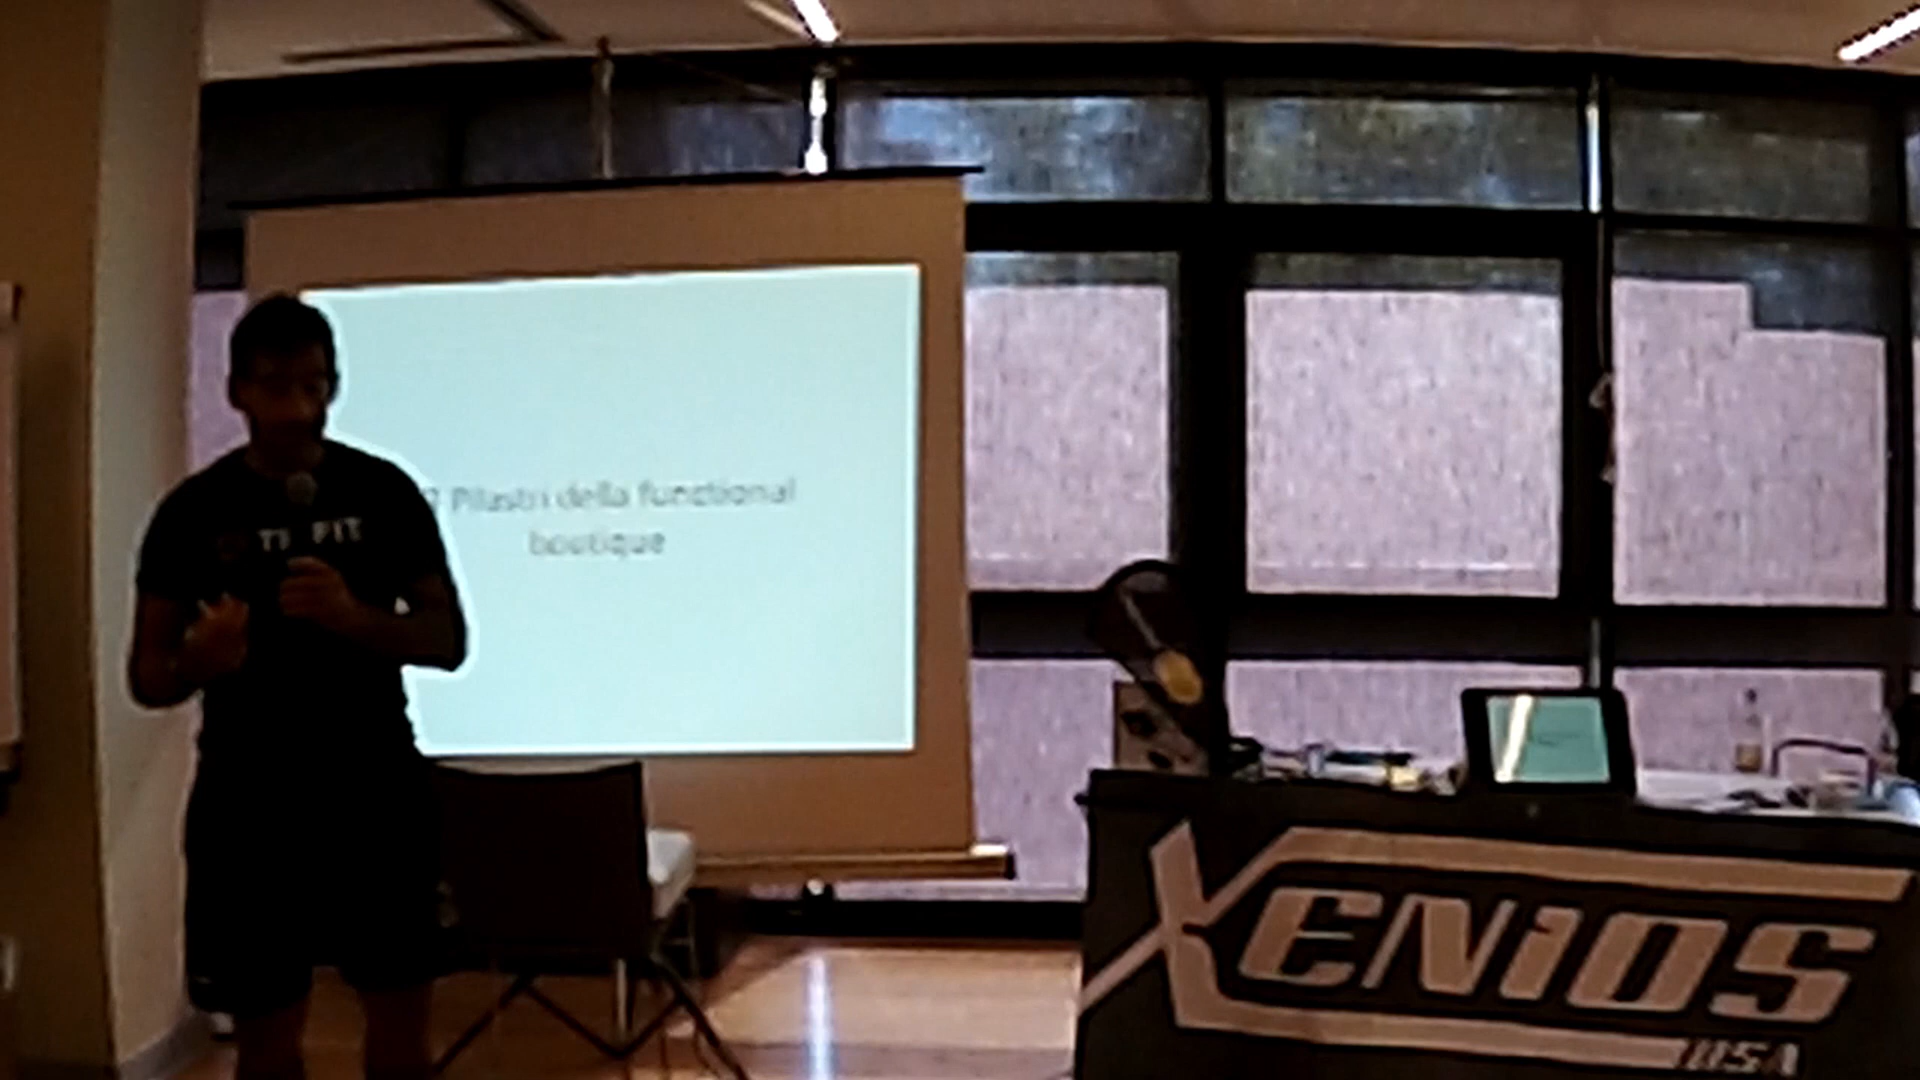 Pilastri della functional
boutique
FIT
XENIOS
USA